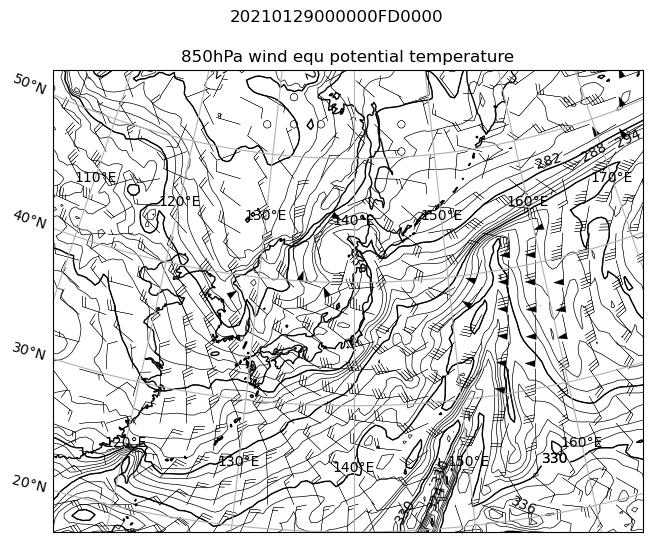 20210129000000FD0000
850hPa wind equ potential temperature
50°N
282 288 294
110°E 170°E
120°E 160°E
40°N 130°E 140°E 150°E
30°N
120°E 160°E
130°E 140°E 150°E 330
20°N
330 336